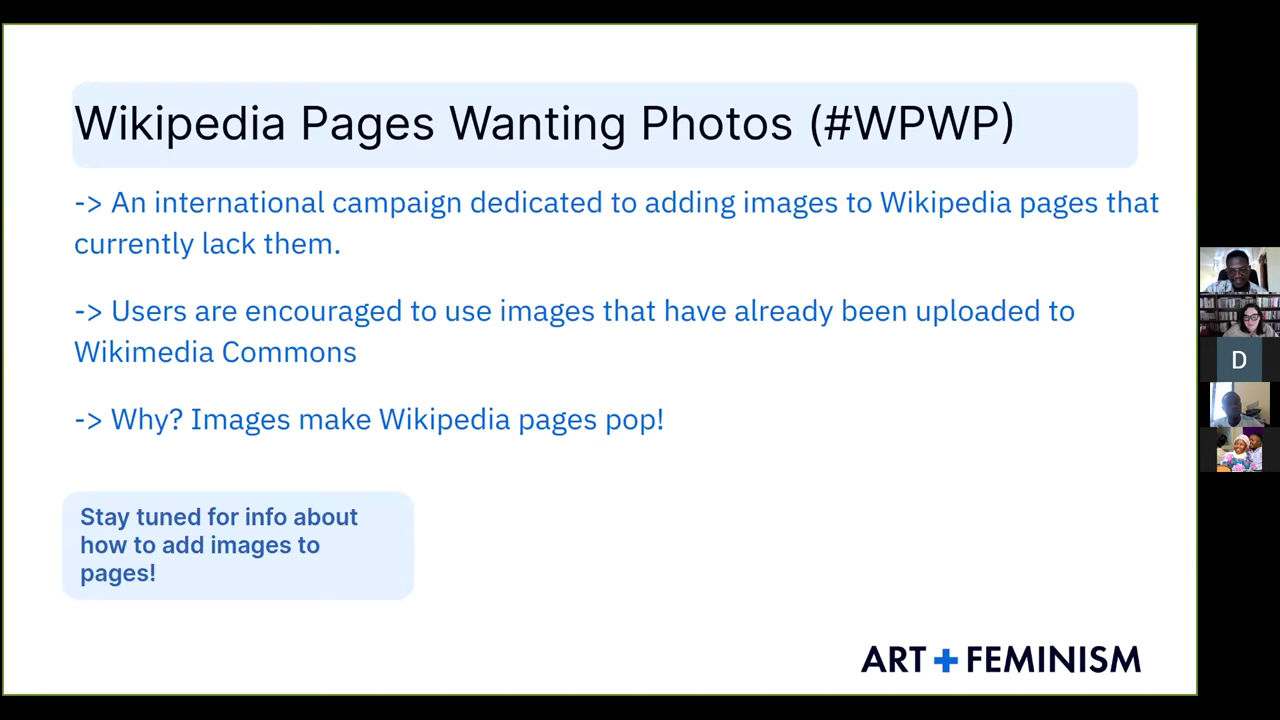 Wikipedia Pages Wanting Photos (#WPWP)
-> An international campaign dedicated to adding images to Wikipedia pages that
currently lack them.
-> Users are encouraged to use images that have already been uploaded to
Wikimedia Commons
-> Why? Images make Wikipedia pages pop!
Stay tuned for info about
how to add images to
pages!
ART + FEMINISM
D